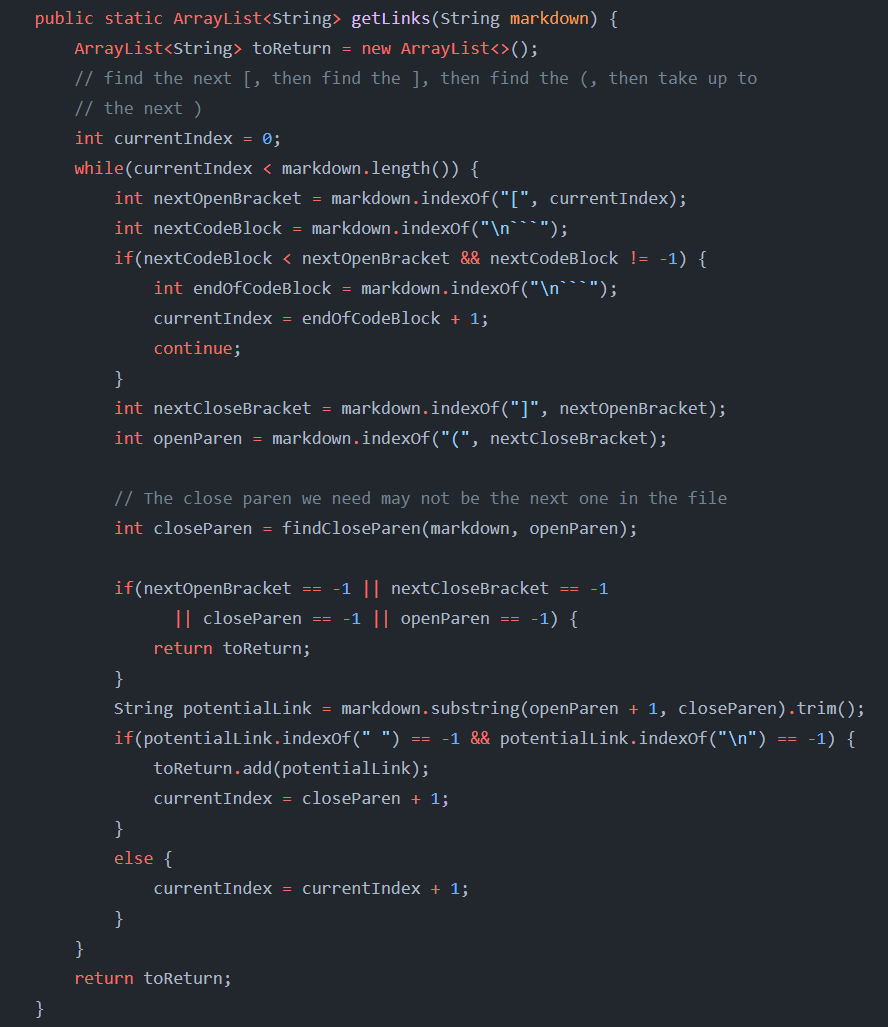 public static ArrayList<String> getLinks(String markdown) {
    ArrayList<String> toReturn = new ArrayList<>();
    // find the next [, then find the ], then find the (, then take up to
    // the next )
    int currentIndex = 0;
    while(currentIndex < markdown.length()) {
        int nextOpenBracket = markdown.indexOf("[", currentIndex);
        int nextCodeBlock = markdown.indexOf("\n```");
        if(nextCodeBlock < nextOpenBracket && nextCodeBlock != -1) {
            int endOfCodeBlock = markdown.indexOf("\n```");
            currentIndex = endOfCodeBlock + 1;
            continue;
        }
        int nextCloseBracket = markdown.indexOf("]", nextOpenBracket);
        int openParen = markdown.indexOf("(", nextCloseBracket);

        // The close paren we need may not be the next one in the file
        int closeParen = findCloseParen(markdown, openParen);

        if(nextOpenBracket == -1 || nextCloseBracket == -1
              || closeParen == -1 || openParen == -1) {
            return toReturn;
        }
        String potentialLink = markdown.substring(openParen + 1, closeParen).trim();
        if(potentialLink.indexOf(" ") == -1 && potentialLink.indexOf("\n") == -1) {
            toReturn.add(potentialLink);
            currentIndex = closeParen + 1;
        }
        else {
            currentIndex = currentIndex + 1;
        }
    }
    return toReturn;
}